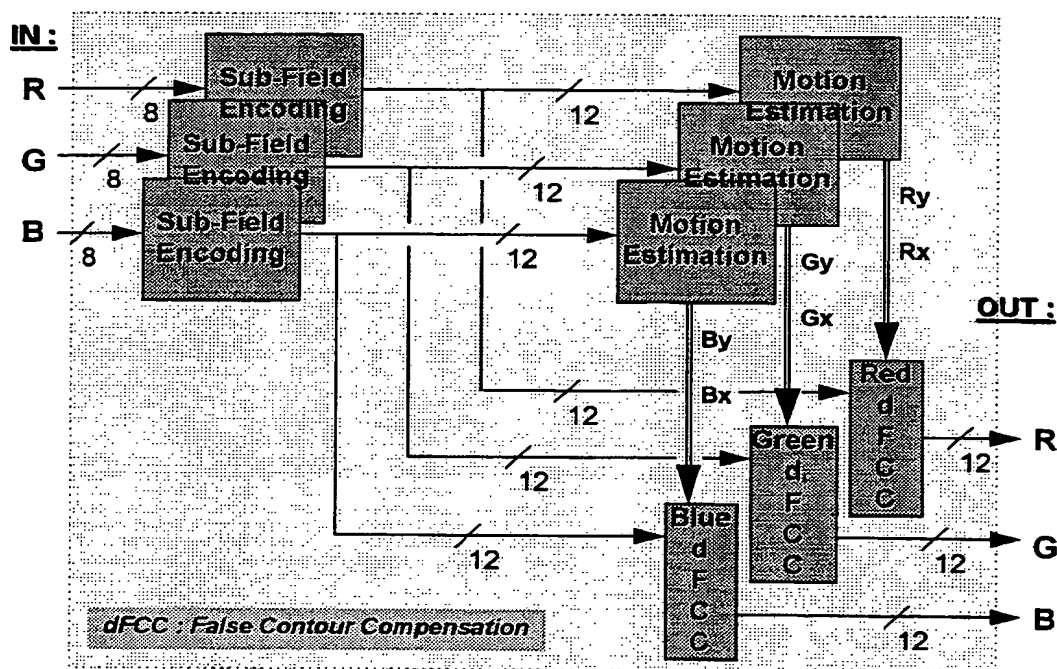 IN :
R
8
Sub-Field
Encoding
12
Motion
Estimation
G
8
Sub-Field
Encoding
12
Motion
Estimation
B
8
Sub-Field
Encoding
12
Motion
Estimation
Ry
Rx
Gy
Gx
By
Bx
OUT :
12
Red
d
F
C
C
12
R
12
Green
d.
F
C
C
12
G
12
Blue
d
F
C
C
12
B
dFCC : False Contour Compensation